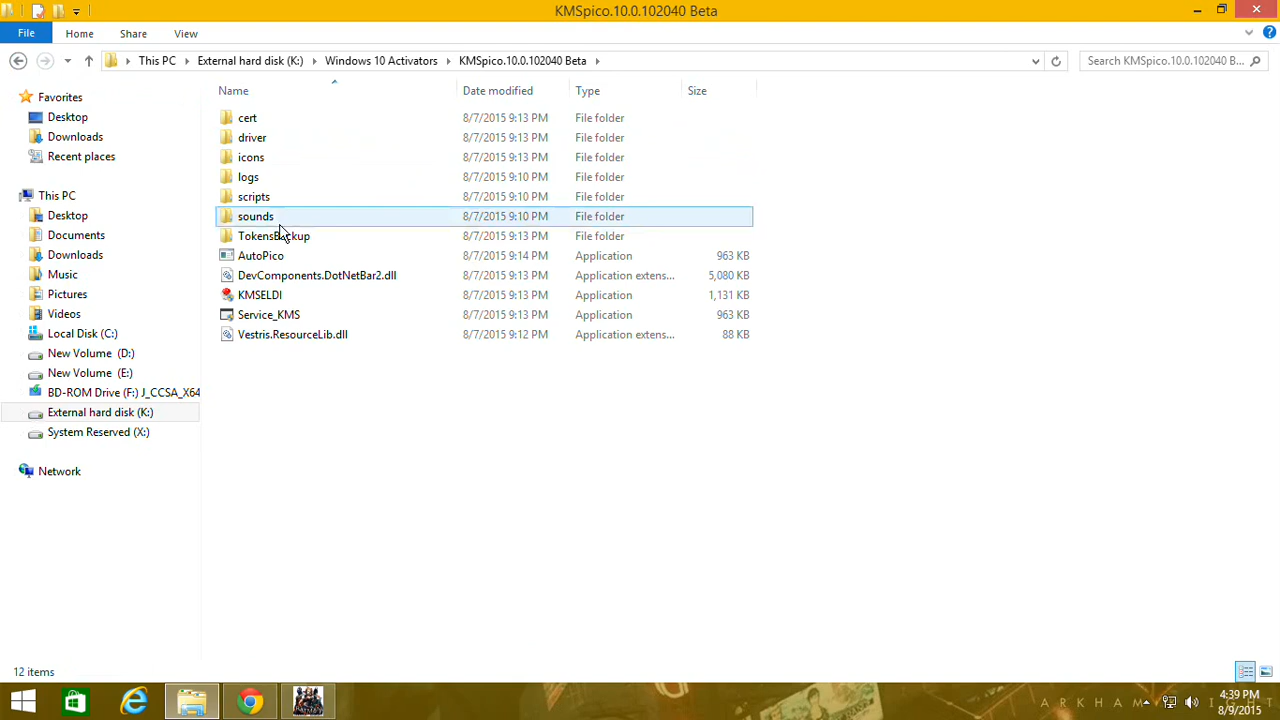 KMSpico.10.0.102040 Beta
File Home Share View
This PC External hard disk (K:) Windows 10 Activators KMSpico.10.0.102040 Beta Search KMSpico.10.0.102040 B...
Name Date modified Type Size
Favorites
Desktop
Downloads
Recent places
This PC
Desktop
Documents
Downloads
Music
Pictures
Videos
Local Disk (C:)
New Volume (D:)
New Volume (E:)
BD-ROM Drive (F:) J_CCSA_X64
External hard disk (K:)
System Reserved (X:)
Network
cert 8/7/2015 9:13 PM File folder
driver 8/7/2015 9:13 PM File folder
icons 8/7/2015 9:13 PM File folder
logs 8/7/2015 9:10 PM File folder
scripts 8/7/2015 9:10 PM File folder
sounds 8/7/2015 9:10 PM File folder
TokensBackup 8/7/2015 9:13 PM File folder
AutoPico 8/7/2015 9:14 PM Application 963 KB
DevComponents.DotNetBar2.dll 8/7/2015 9:13 PM Application extens... 5,080 KB
KMSELDI 8/7/2015 9:13 PM Application 1,131 KB
Service_KMS 8/7/2015 9:13 PM Application 963 KB
Vestris.ResourceLib.dll 8/7/2015 9:12 PM Application extens... 88 KB
12 items
ARKHAM
4:39 PM
8/9/2015